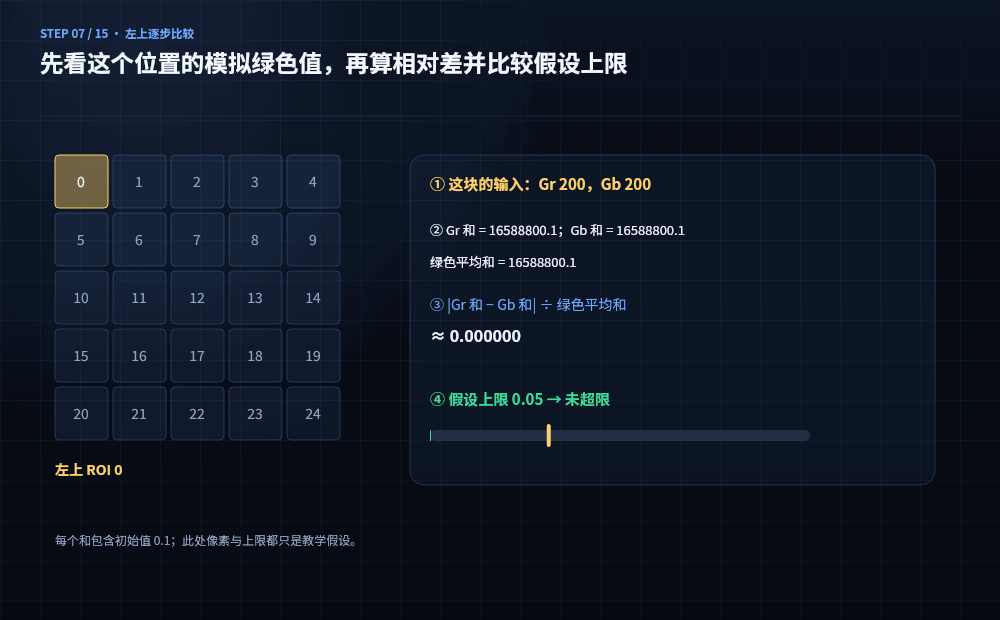 STEP 07 / 15 · 左上逐步比较
先看这个位置的模拟绿色值，再算相对差并比较假设上限
0 1 2 3 4
5 6 7 8 9
10 11 12 13 14
15 16 17 18 19
20 21 22 23 24
左上 ROI 0
① 这块的输入：Gr 200，Gb 200
② Gr 和 = 16588800.1；Gb 和 = 16588800.1
绿色平均和 = 16588800.1
③ |Gr 和 − Gb 和| ÷ 绿色平均和
≈ 0.000000
④ 假设上限 0.05 → 未超限
每个和包含初始值 0.1；此处像素与上限都只是教学假设。